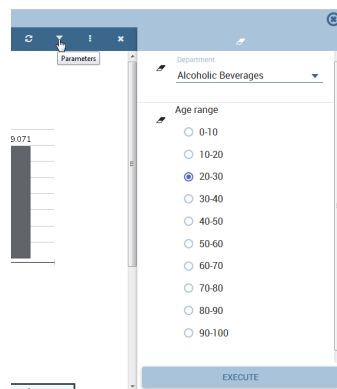 Parameters
9.071
Department
Alcoholic Beverages
Age range
0-10
10-20
20-30
30-40
40-50
50-60
60-70
70-80
80-90
90-100
EXECUTE